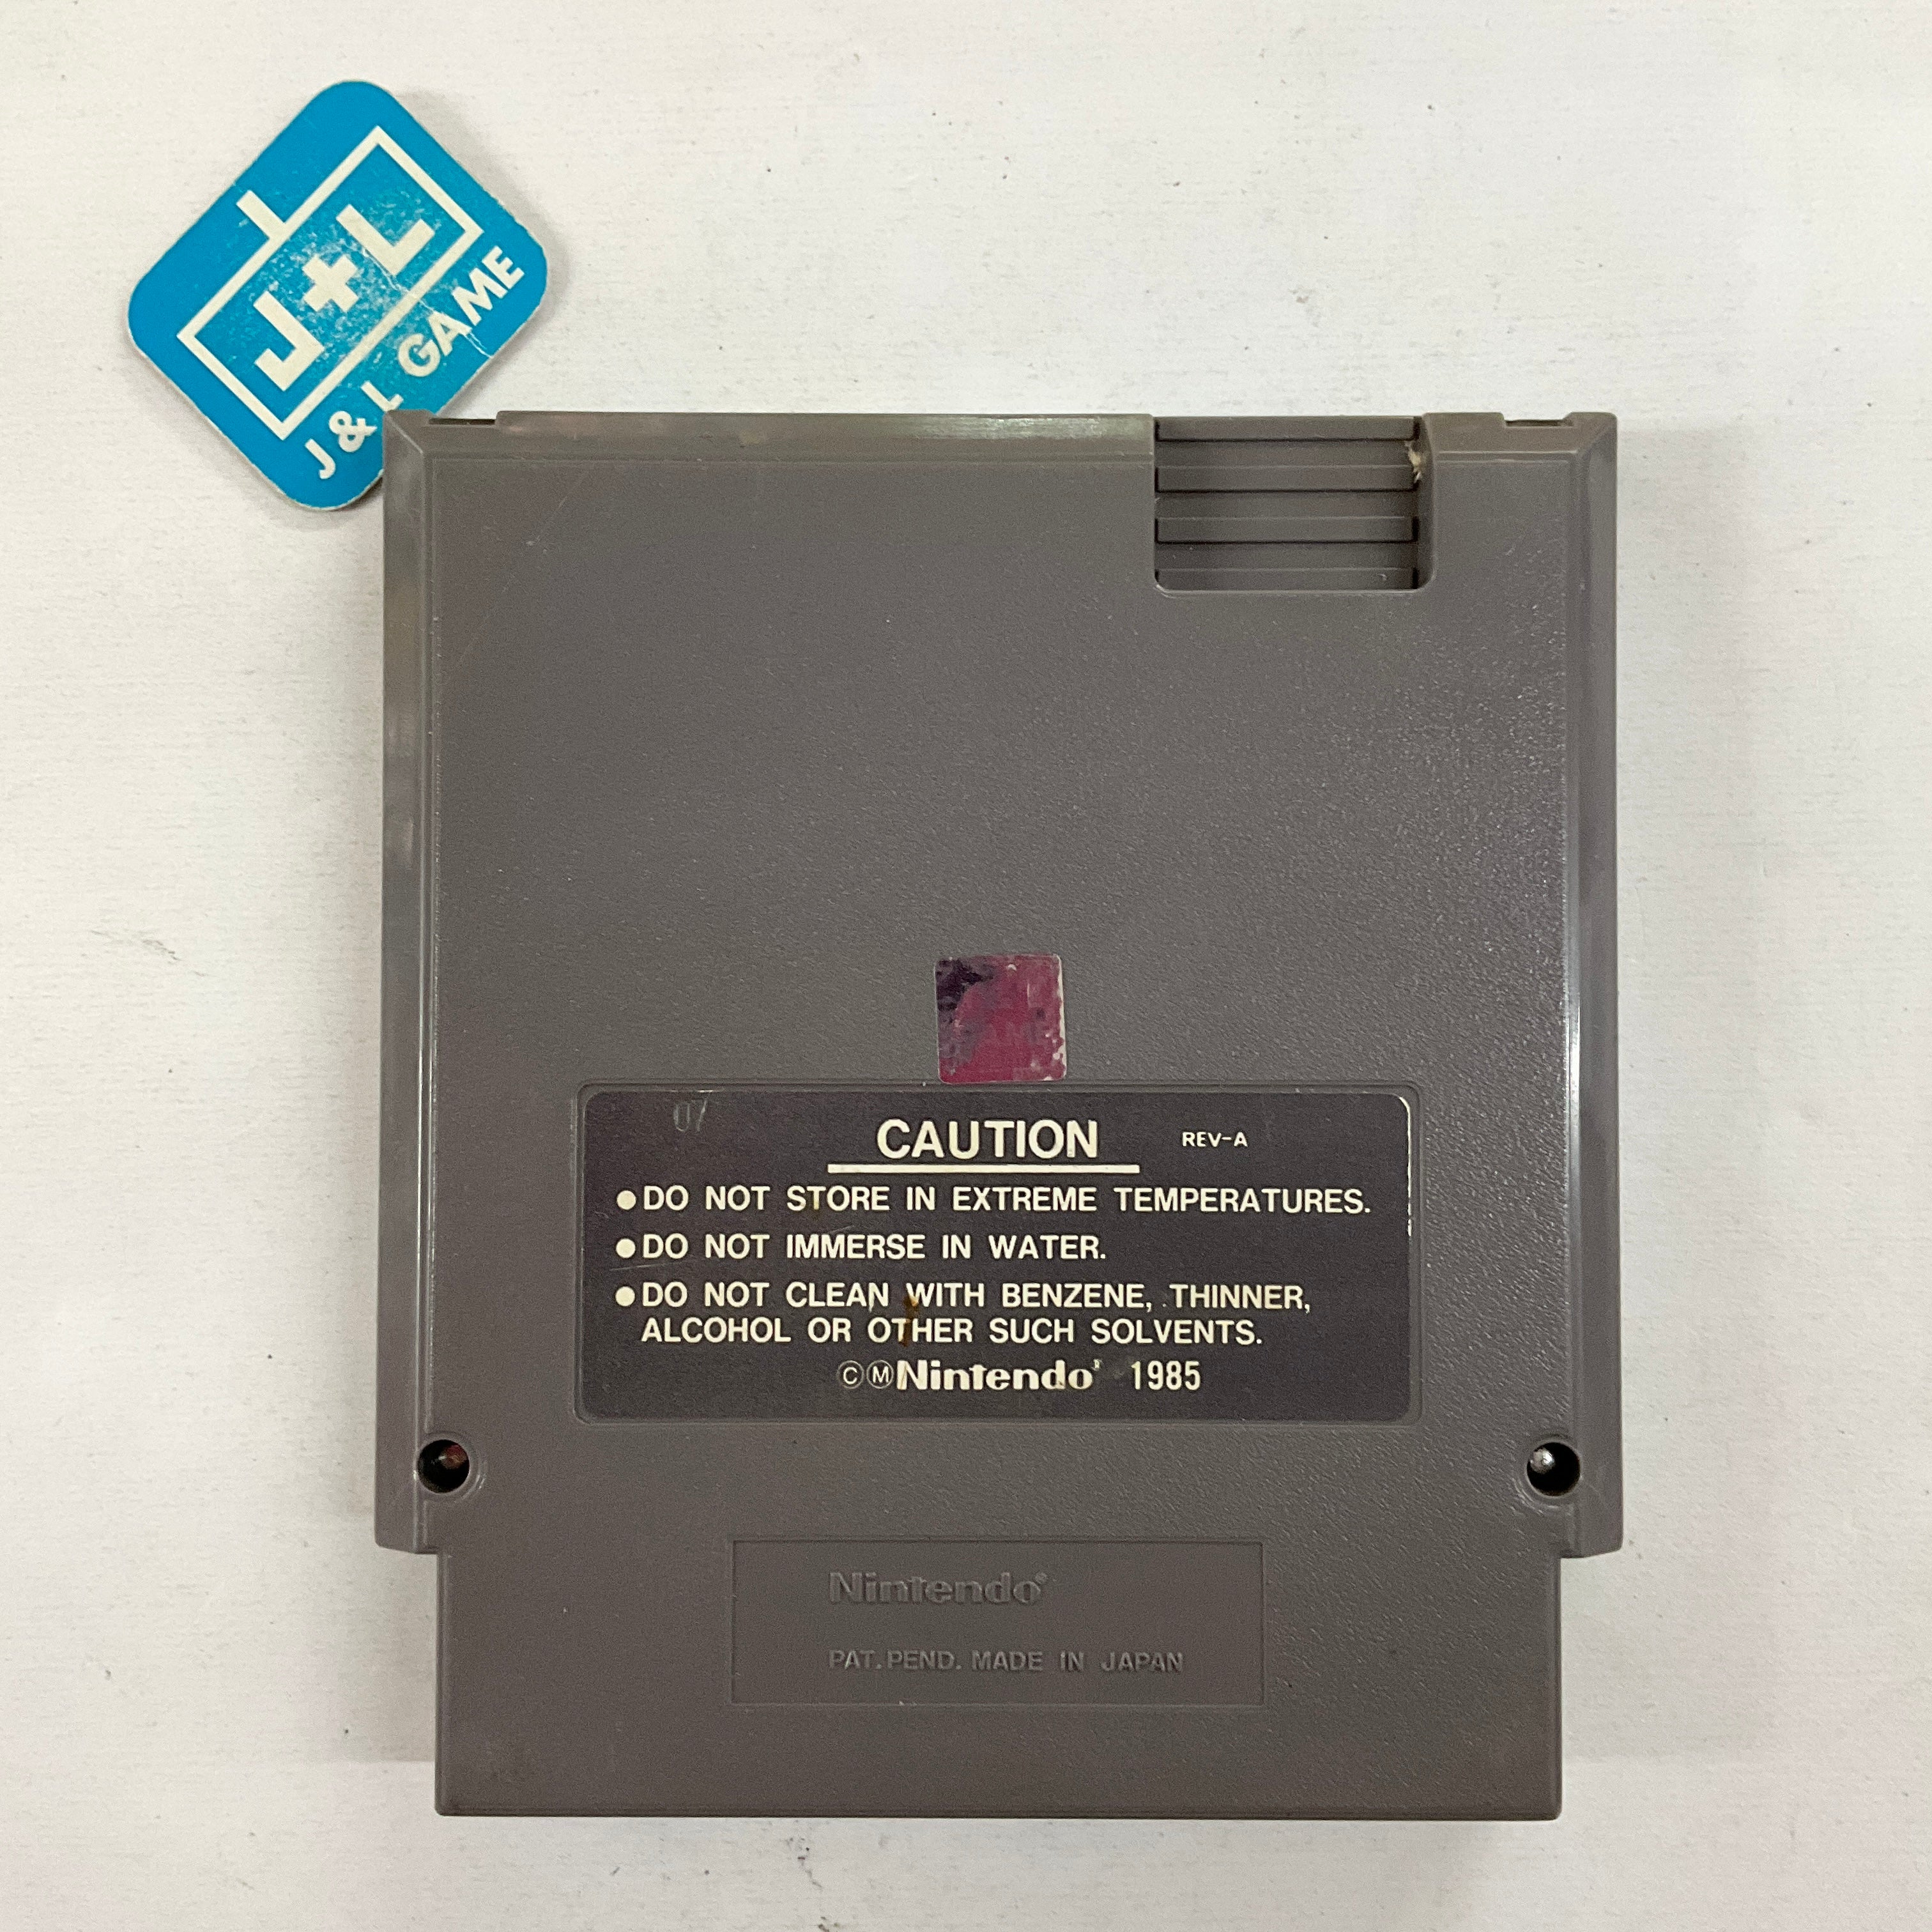 J+L
J & L GAME
07
CAUTION REV-A
●DO NOT STORE IN EXTREME TEMPERATURES.
●DO NOT IMMERSE IN WATER.
●DO NOT CLEAN WITH BENZENE, THINNER,
ALCOHOL OR OTHER SUCH SOLVENTS.
ⒸⓂNintendo® 1985
Nintendo®
PAT. PEND. MADE IN JAPAN